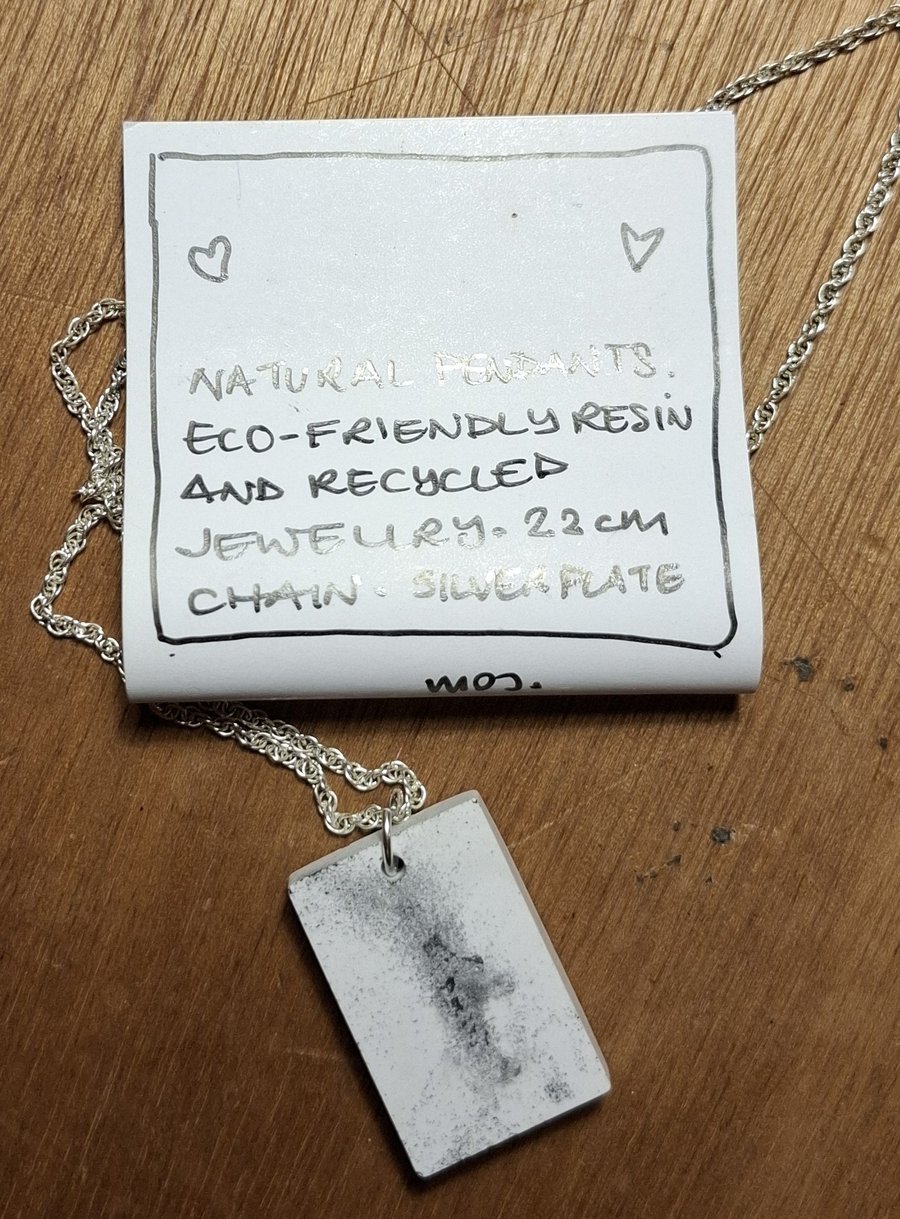 NATURAL PENDANTS.
ECO-FRIENDLY RESIN
AND RECYCLED
JEWELLRY. 22cm
CHAIN. SILVER PLATE